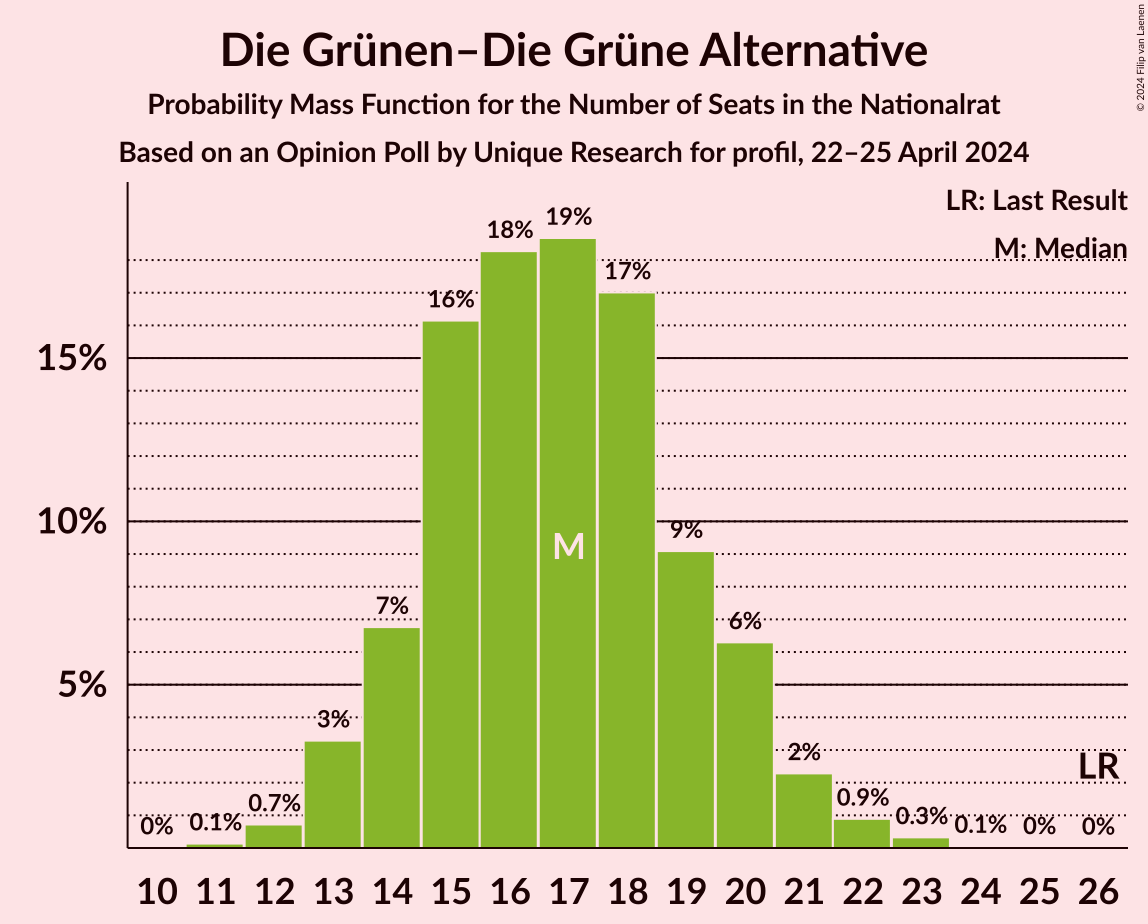 Die Grünen–Die Grüne Alternative
Probability Mass Function for the Number of Seats in the Nationalrat
Based on an Opinion Poll by Unique Research for profil, 22–25 April 2024
© 2024 Filip van Laenen
LR: Last Result
M: Median
15%
10%
5%
0%
0.1%
0.7%
3%
7%
16%
18%
19%
17%
9%
6%
2%
0.9%
0.3%
0.1%
0%
0%
M
LR
10 11 12 13 14 15 16 17 18 19 20 21 22 23 24 25 26